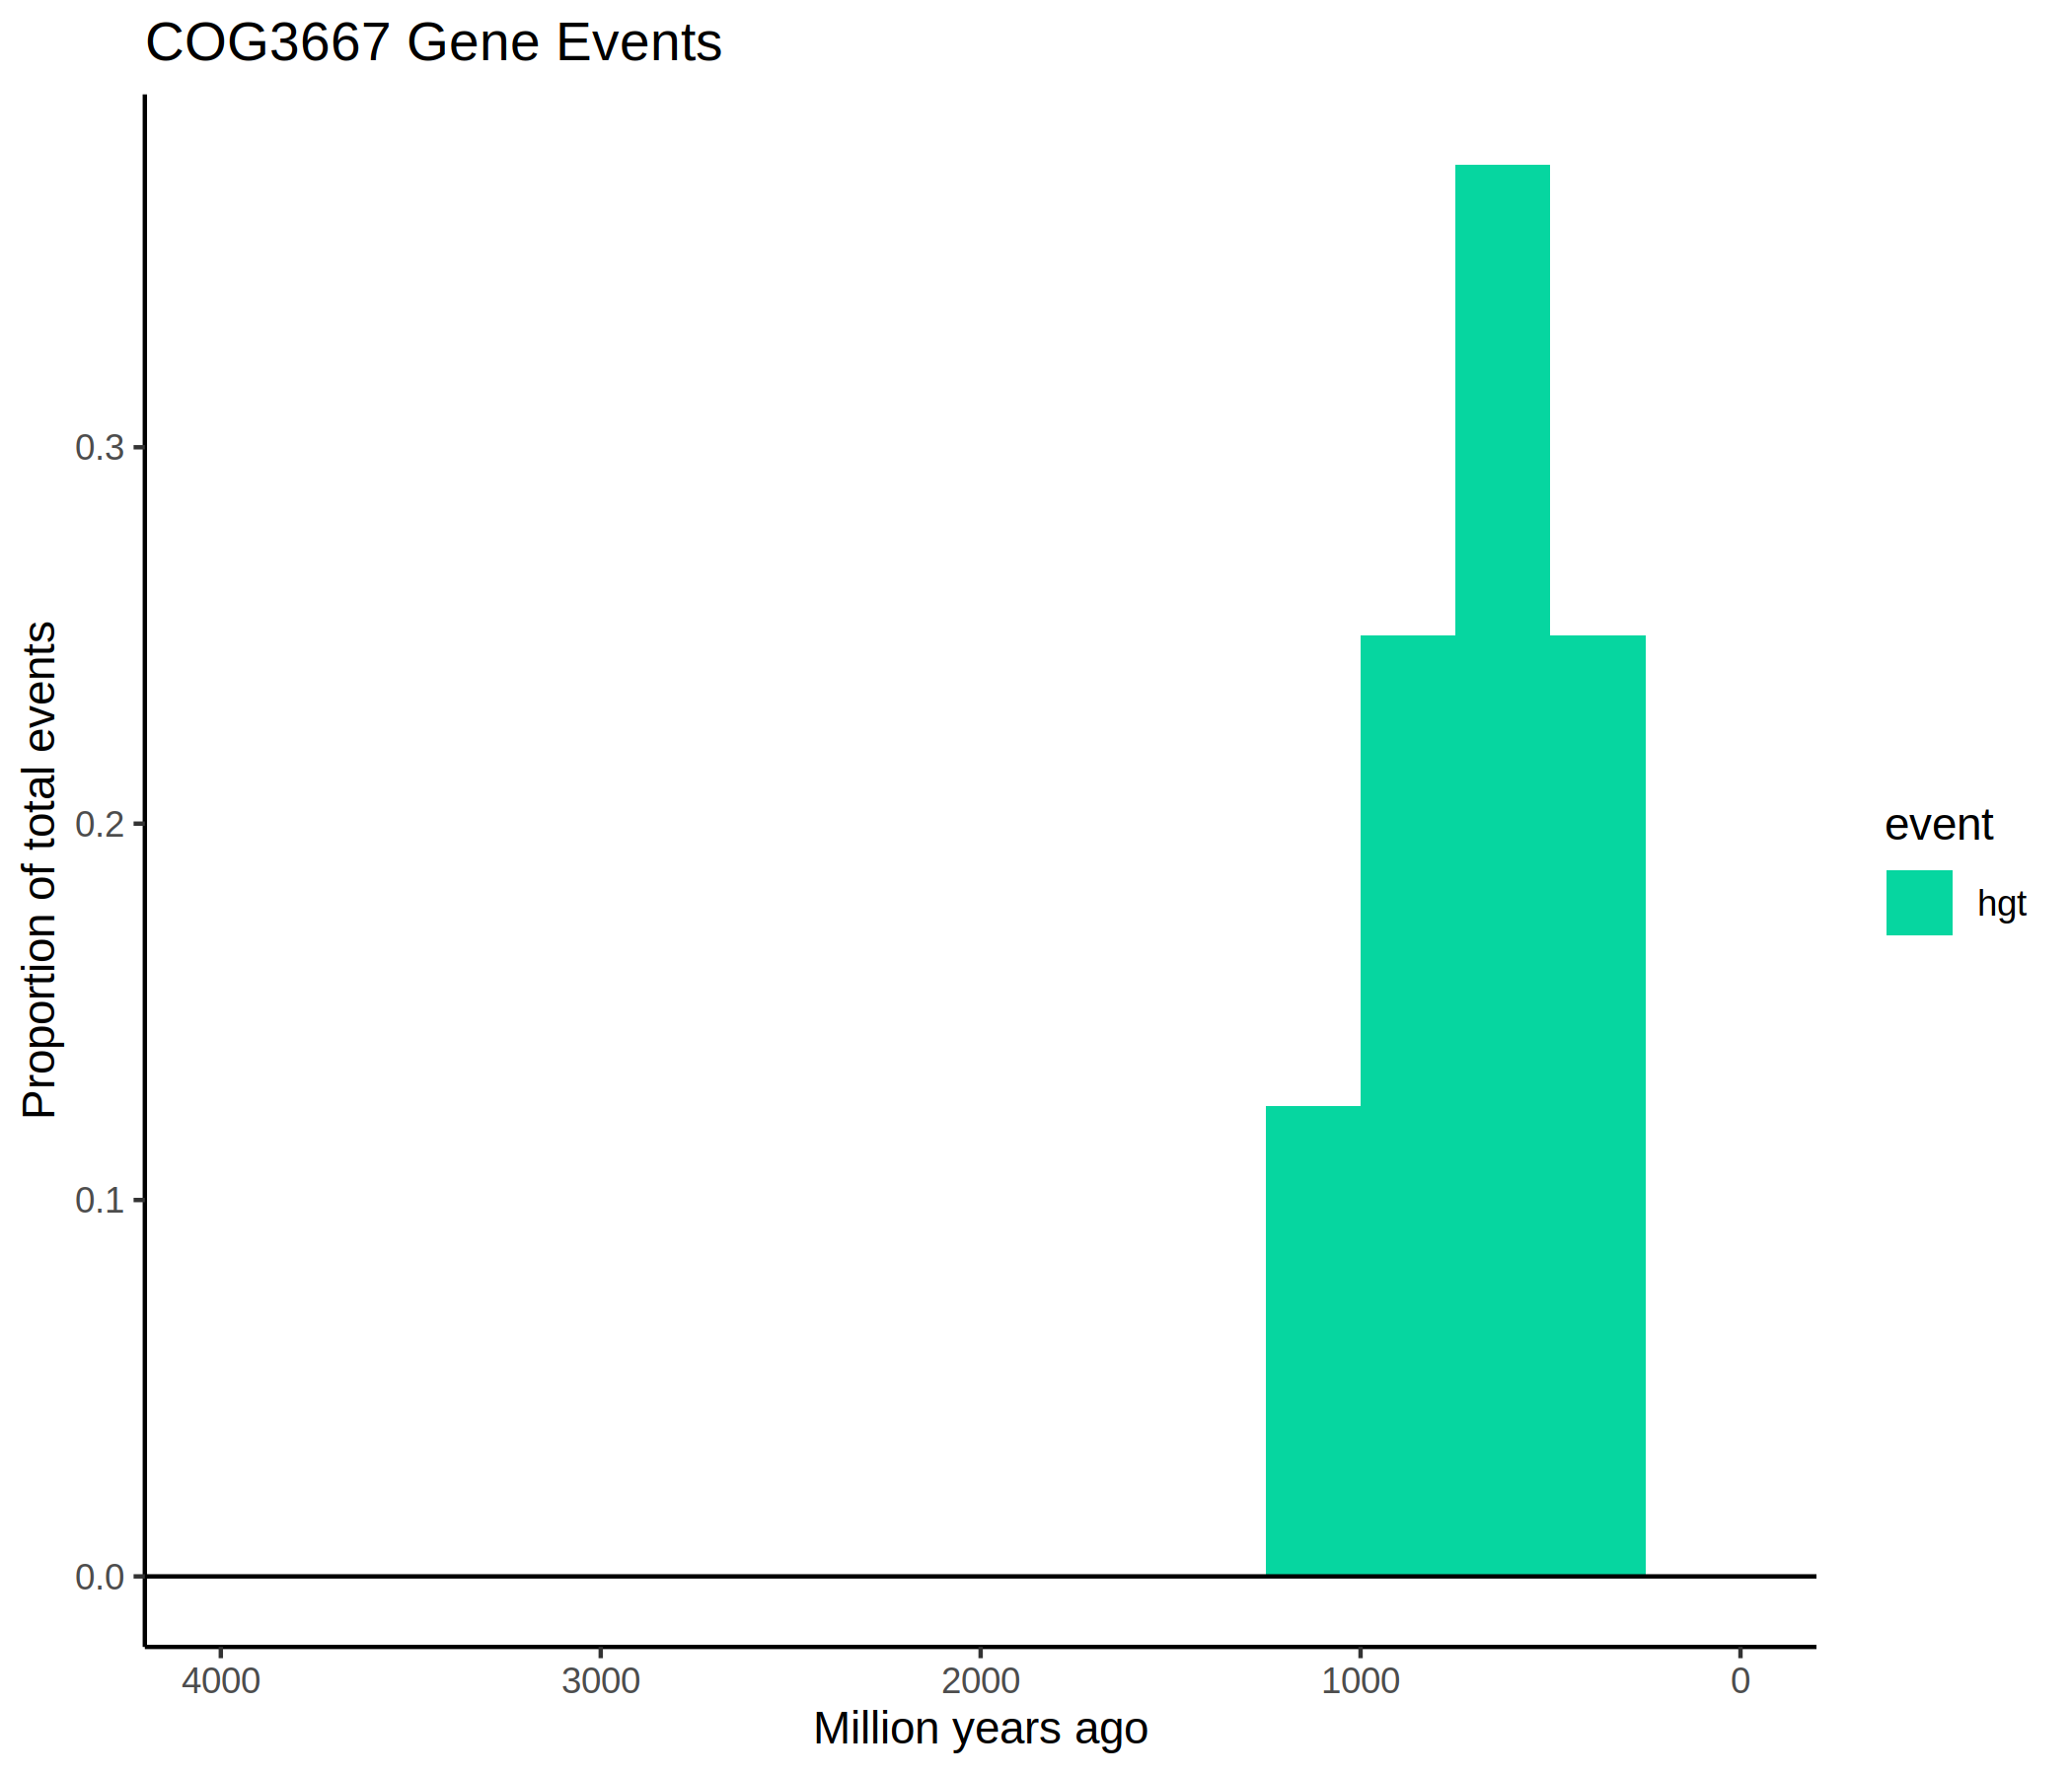 COG3667 Gene Events
Proportion of total events
0.3
0.2
0.1
0.0
4000 3000 2000 1000 0
Million years ago
event
hgt